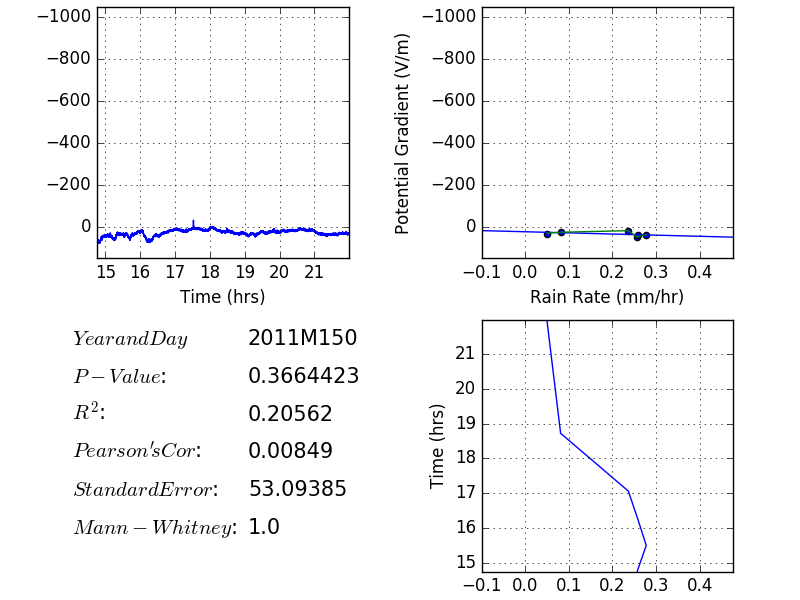 −1000
−800
−600
−400
−200
0
15 16 17 18 19 20 21
Time (hrs)
−1000
−800
−600
−400
−200
0
Potential Gradient (V/m)
−0.1 0.0 0.1 0.2 0.3 0.4
Rain Rate (mm/hr)
YearandDay 2011M150
P − Value: 0.3664423
R²: 0.20562
Pearson'sCor: 0.00849
StandardError: 53.09385
Mann − Whitney: 1.0
21
20
19
18
17
16
15
Time (hrs)
−0.1 0.0 0.1 0.2 0.3 0.4